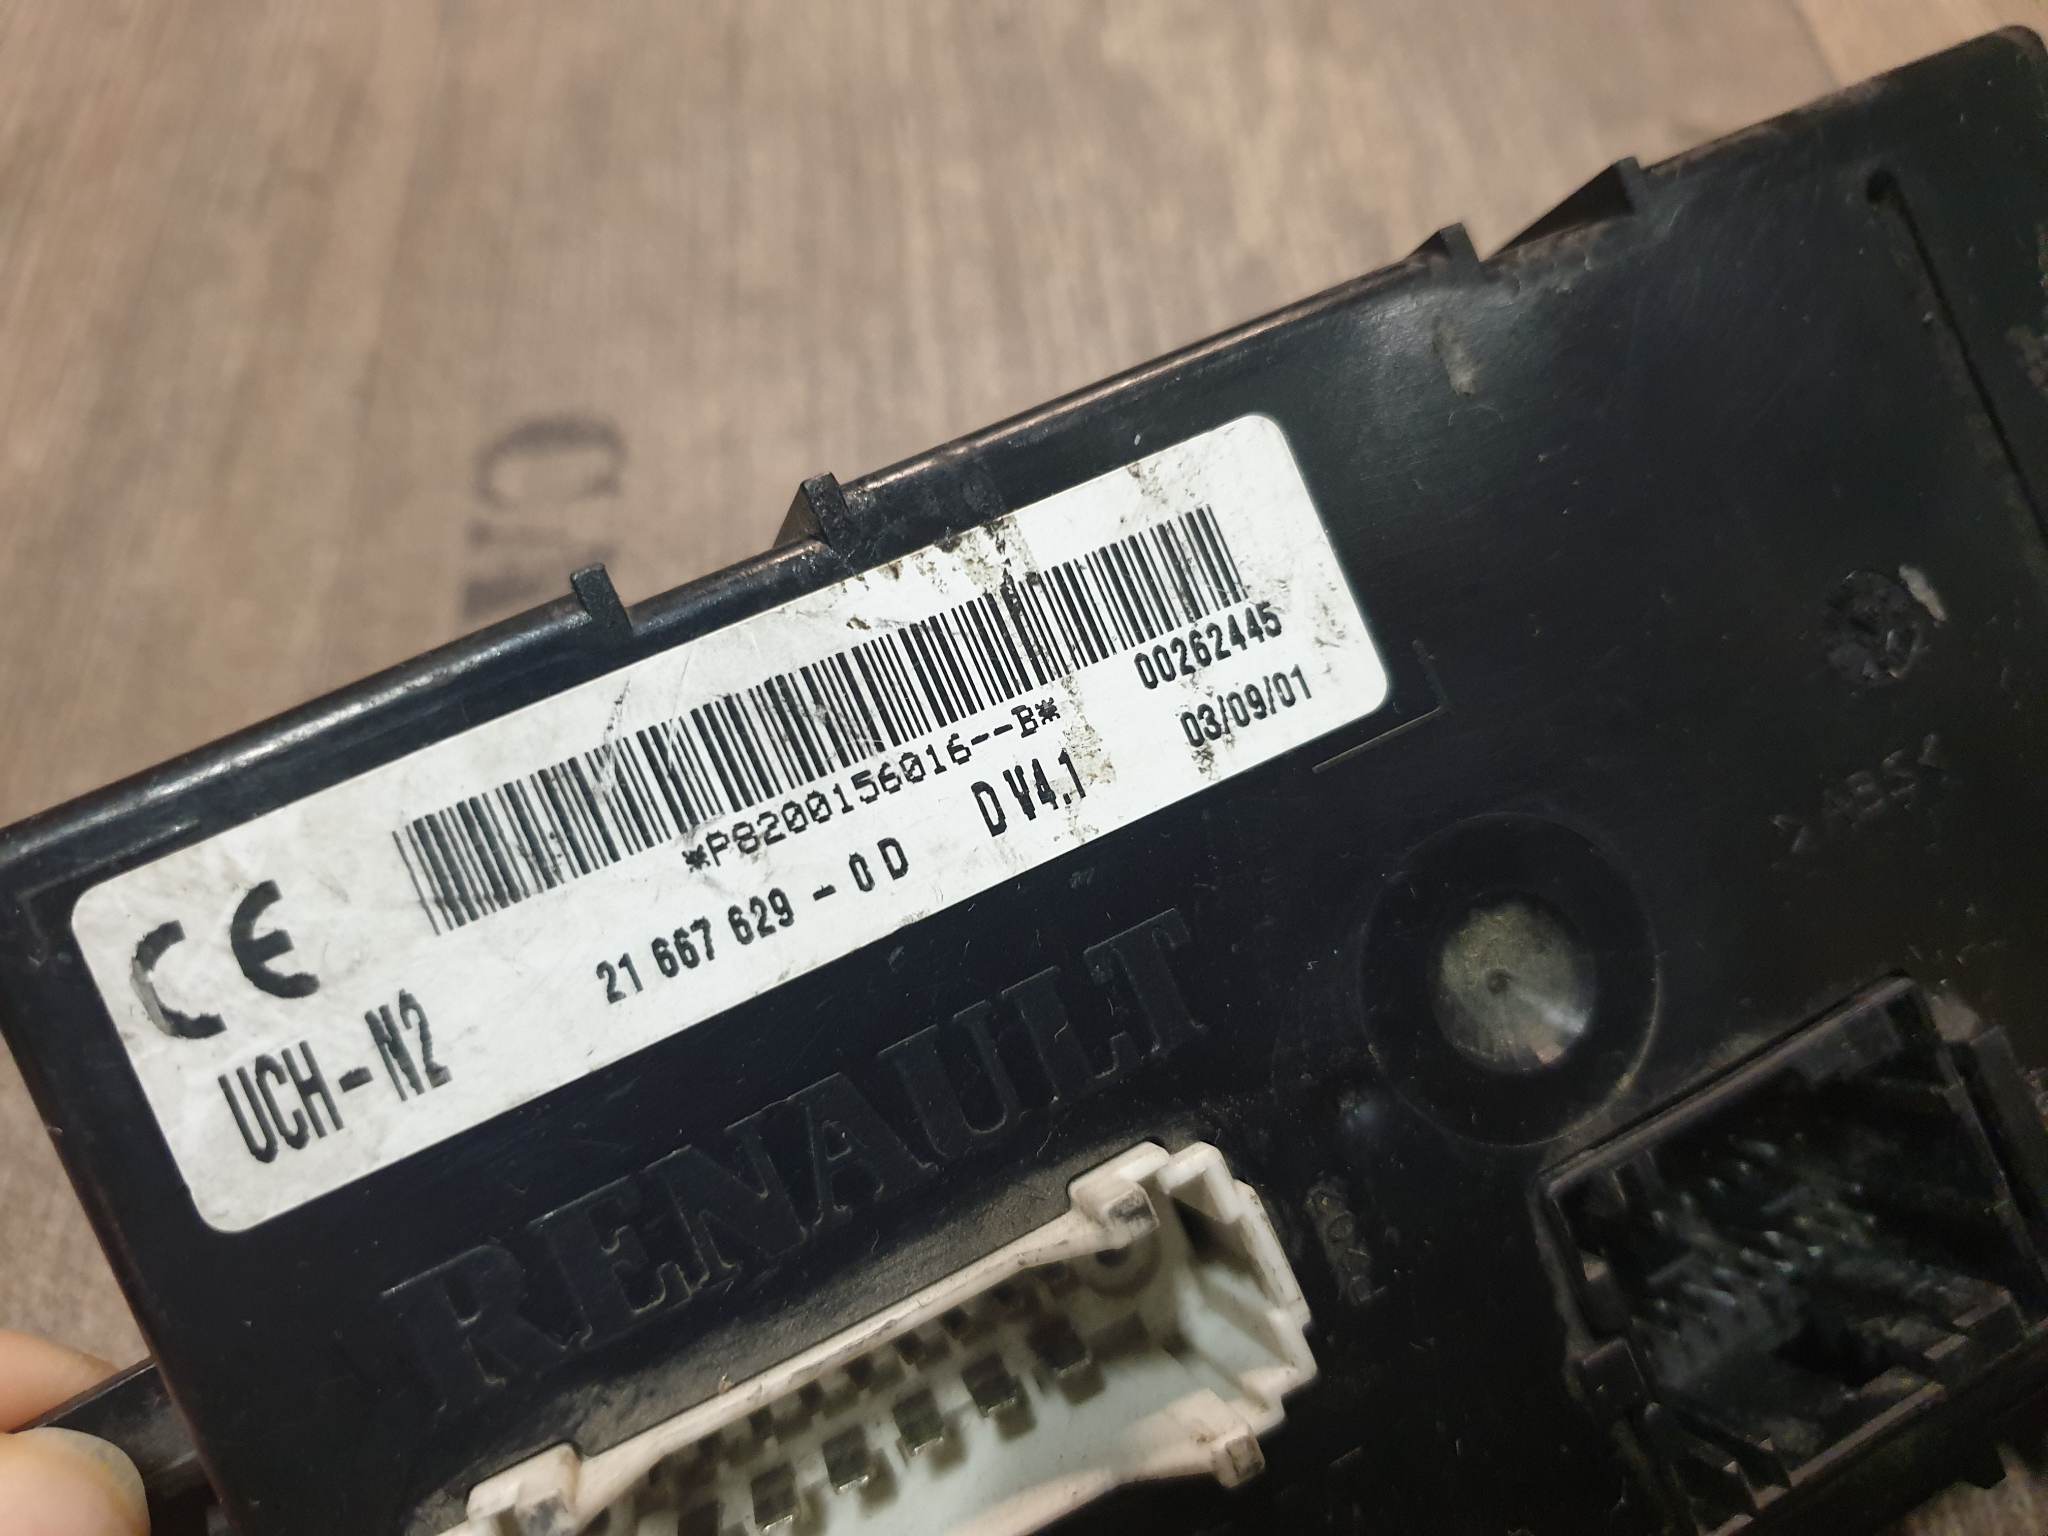 CE
*P8200156016--B*
00262445
21 667 629 - 0 D
D V4.1
03/09/01
UCH-N2
RENAULT